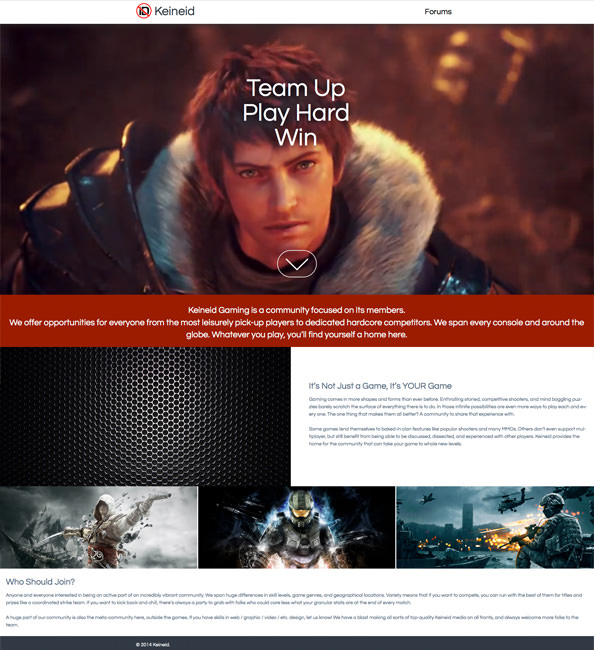 Keineid
Forums
Team Up
Play Hard
Win
Keineid Gaming is a community focused on its members.
We offer opportunities for everyone from the most leisurely pick-up players to dedicated hardcore competitors. We span every console and around the
globe. Whatever you play, you'll find yourself a home here.
It's Not Just a Game, It's YOUR Game
Gaming comes in more shapes and forms than ever before. Enthralling storied, competitive shooters, and mind boggling puz-
zles barely scratch the surface of everything there is to do. In those infinite possibilities are even more ways to play each and ev-
ery one. The one thing that makes them all better? A community to share that experience with.
Some games lend themselves to baked-in clan features like popular shooters and many MMOs. Others don't even support mul-
tiplayer, but still benefit from being able to be discussed, dissected, and experienced with other players. Keineid provides the
home for the community that can take your game to whole new levels.
Who Should Join?
Anyone and everyone interested in being an active part of an incredibly vibrant community. We span huge differences in skill levels, game genres, and geographical locations. Variety means that if you want to compete, you can run with the best of them for titles and
prizes like a coordinated strike team. If you want to kick back and chill, there's always a party to grab with folks who could care less what your granular stats are at the end of every match.
A huge part of our community is also the meta-community here, outside the games. If you have skills in web / graphic / video / etc. design, let us know! We have a blast making all sorts of top-quality Keineid media on all fronts, and always welcome more folks to the
team.
© 2014 Keineid.